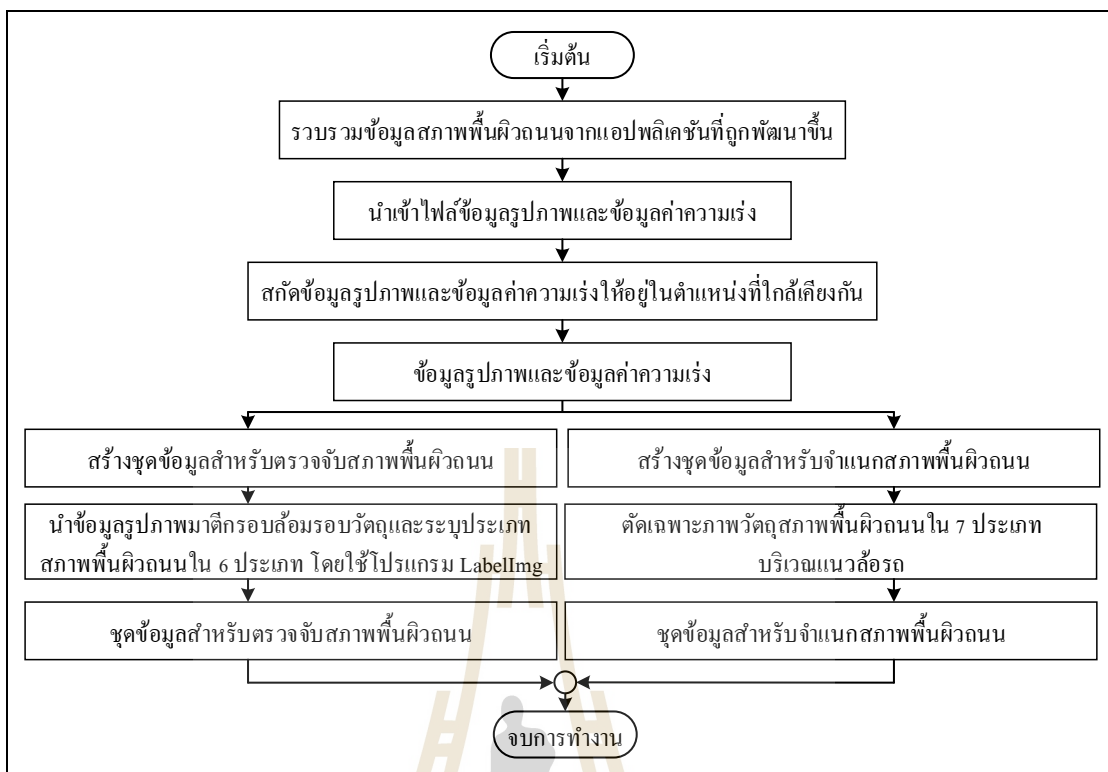 เริ่มต้น
รวบรวมข้อมูลสภาพพื้นผิวถนนจากแอปพลิเคชันที่ถูกพัฒนาขึ้น
นำเข้าไฟล์ข้อมูลรูปภาพและข้อมูลค่าความเร่ง
สกัดข้อมูลรูปภาพและข้อมูลค่าความเร่งให้อยู่ในตำแหน่งที่ใกล้เคียงกัน
ข้อมูลรูปภาพและข้อมูลค่าความเร่ง
สร้างชุดข้อมูลสำหรับตรวจจับสภาพพื้นผิวถนน
นำข้อมูลรูปภาพมาตีกรอบล้อมรอบวัตถุและระบุประเภท
สภาพพื้นผิวถนนใน 6 ประเภท โดยใช้โปรแกรม LabelImg
ชุดข้อมูลสำหรับตรวจจับสภาพพื้นผิวถนน
สร้างชุดข้อมูลสำหรับจำแนกสภาพพื้นผิวถนน
ตัดเฉพาะภาพวัตถุสภาพพื้นผิวถนนใน 7 ประเภท
บริเวณแนวล้อรถ
ชุดข้อมูลสำหรับจำแนกสภาพพื้นผิวถนน
จบการทำงาน